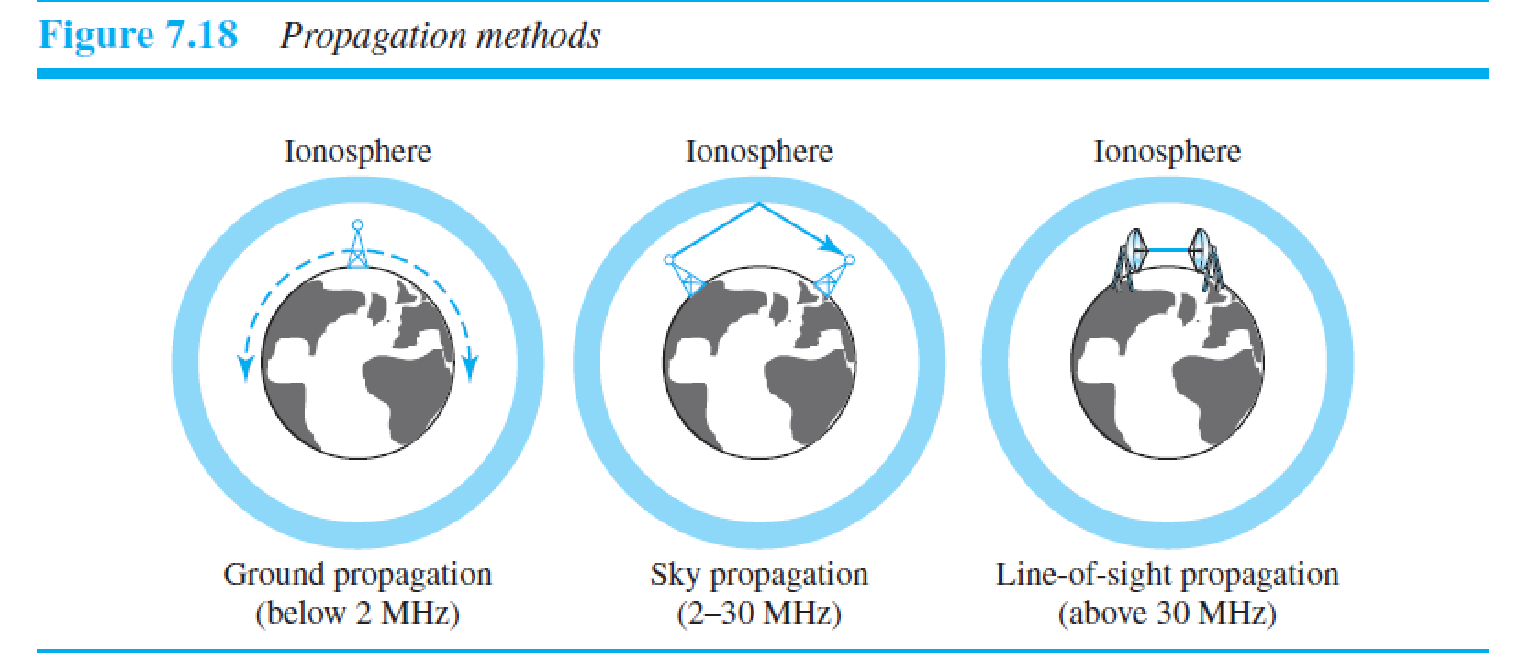 Figure 7.18 Propagation methods
Ionosphere
Ionosphere
Ionosphere
Ground propagation
(below 2 MHz)
Sky propagation
(2–30 MHz)
Line-of-sight propagation
(above 30 MHz)